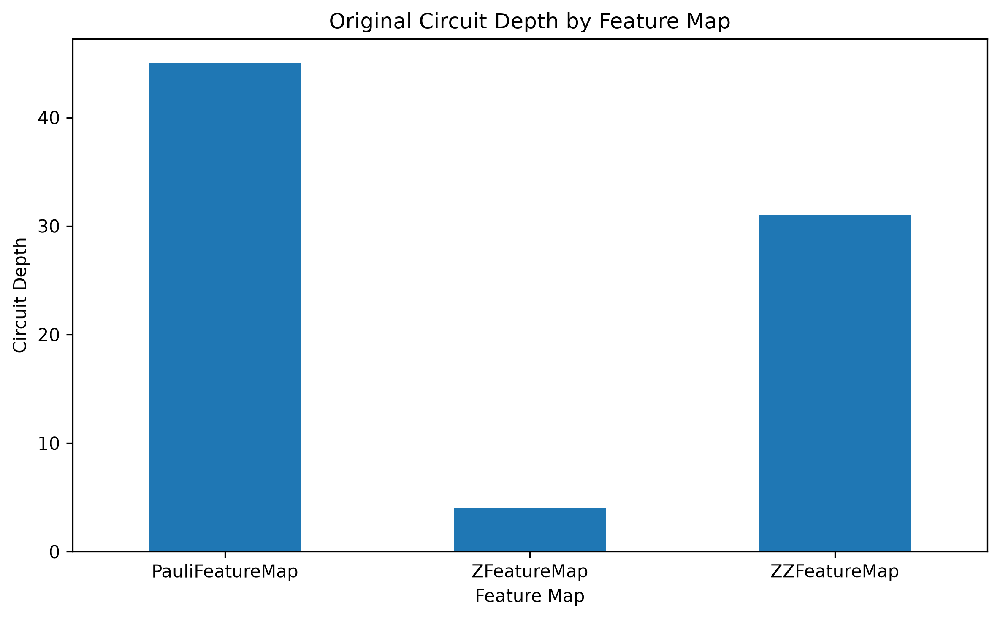 Original Circuit Depth by Feature Map
Circuit Depth
40
30
20
10
0
PauliFeatureMap
ZFeatureMap
ZZFeatureMap
Feature Map